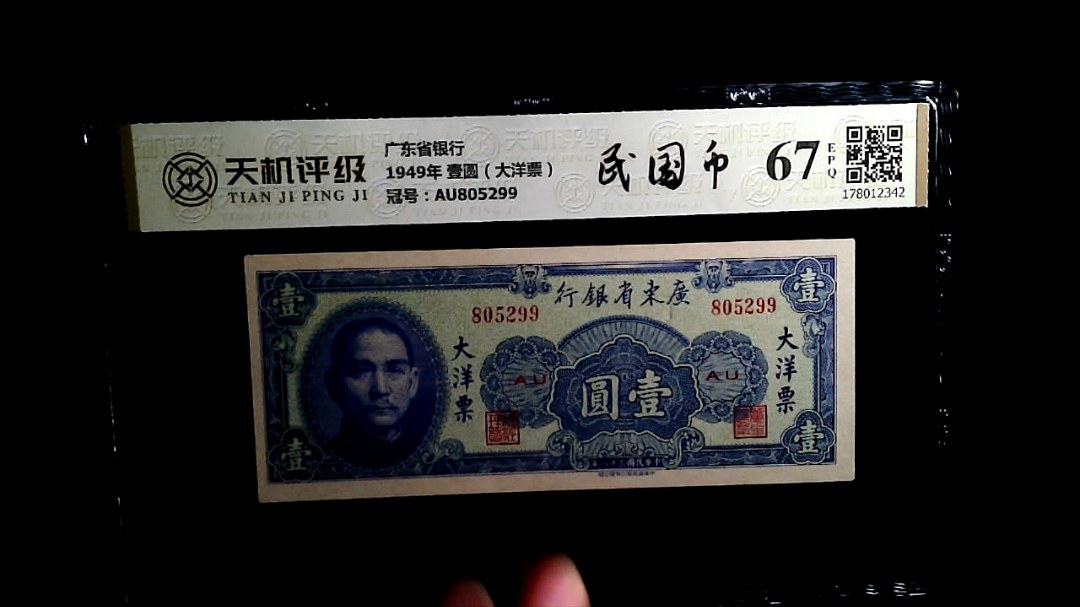 天机评级
TIAN JI PING JI
广东省银行
1949年 壹圆（大洋票）
冠号：AU805299
民国币
67
EPQ
178012342
行銀省東廣
壹
壹
805299
805299
大洋票
大洋票
AU
AU
圓壹
壹
壹